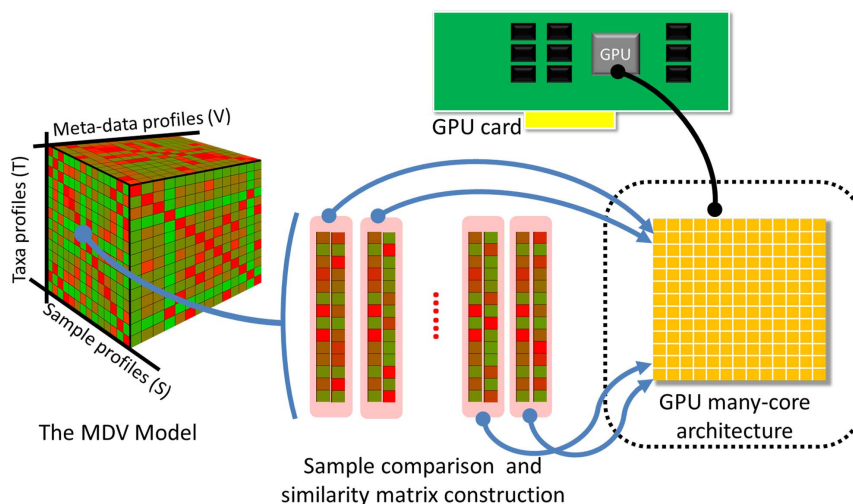 GPU
GPU card
Meta-data profiles (V)
Taxa profiles (T)
Sample profiles (S)
The MDV Model
Sample comparison and
similarity matrix construction
GPU many-core
architecture